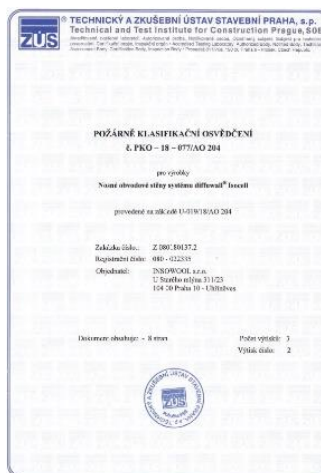 ZÚS
®
TECHNICKÝ A ZKUŠEBNÍ ÚSTAV STAVEBNÍ PRAHA, s.p.
Technical and Test Institute for Construction Prague, SOE
POŽÁRNĚ KLASIFIKAČNÍ OSVĚDČENÍ
č. PKO – 18 – 077/AO 204
pro výrobky
Nosné obvodové stěny systému diffuwall® Isocell
provedené na základě U-019/18/AO 204
Zakázka číslo: Z 080180137.2
Registrační číslo: 080 - 022335
Objednatel: INSOWOOL s.r.o.
U Starého mlýna 311/23
104 00 Praha 10 - Uhříněves
Dokument obsahuje: - 8 stran
Počet výtisků: 3
Výtisk číslo: 2
ZÚS